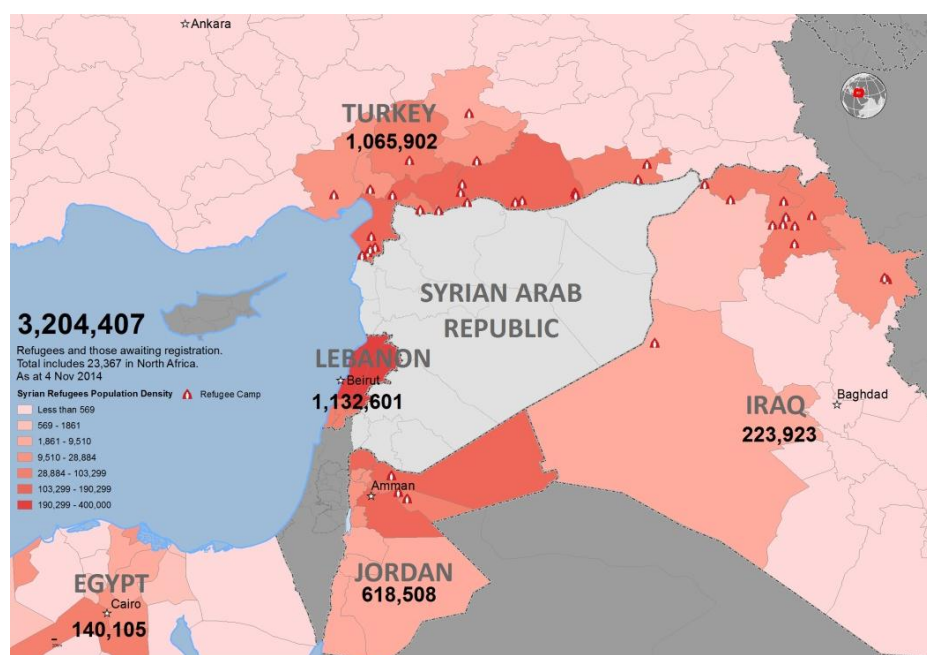 Ankara
TURKEY
1,065,902
SYRIAN ARAB
REPUBLIC
3,204,407
Refugees and those awaiting registration.
Total includes 23,367 in North Africa.
As at 4 Nov 2014
Syrian Refugees Population Density
Refugee Camp
Less than 569
569 - 1861
1,861 - 9,510
9,510 - 28,884
28,884 - 103,299
103,299 - 190,299
190,299 - 400,000
LEBANON
Beirut
1,132,601
Baghdad
IRAQ
223,923
Amman
JORDAN
618,508
EGYPT
Cairo
140,105